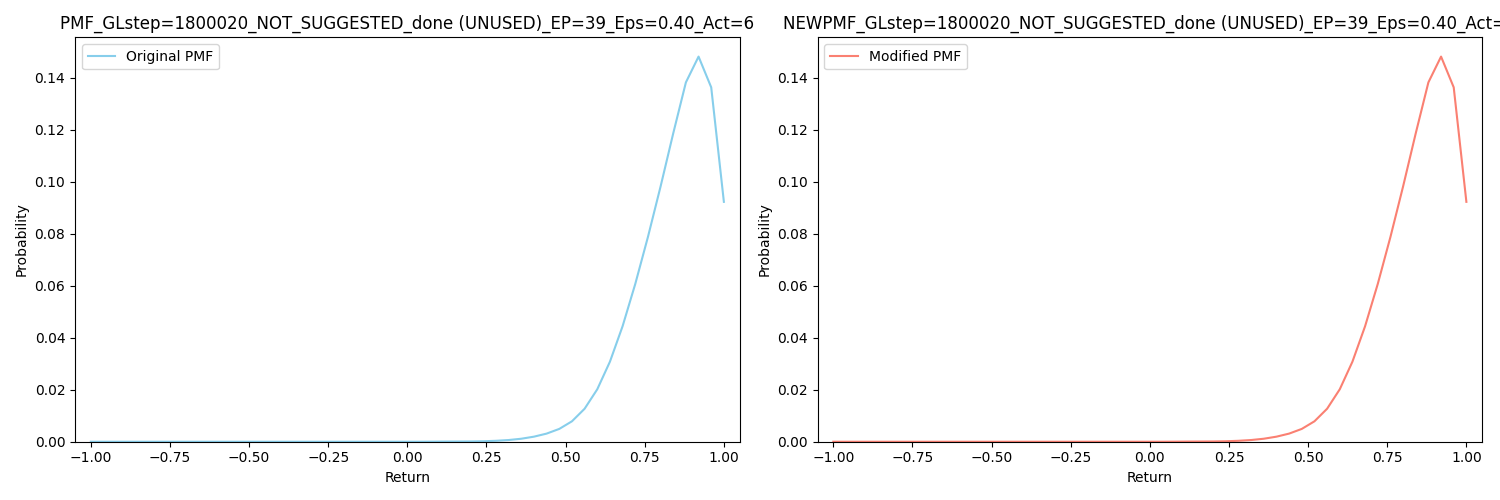 PMF_GLstep=1800020_NOT_SUGGESTED_done (UNUSED)_EP=39_Eps=0.40_Act=6
Original PMF
Probability
0.14
0.12
0.10
0.08
0.06
0.04
0.02
0.00
−1.00 −0.75 −0.50 −0.25 0.00 0.25 0.50 0.75 1.00
Return
NEWPMF_GLstep=1800020_NOT_SUGGESTED_done (UNUSED)_EP=39_Eps=0.40_Act=
Modified PMF
Probability
0.14
0.12
0.10
0.08
0.06
0.04
0.02
0.00
−1.00 −0.75 −0.50 −0.25 0.00 0.25 0.50 0.75 1.00
Return